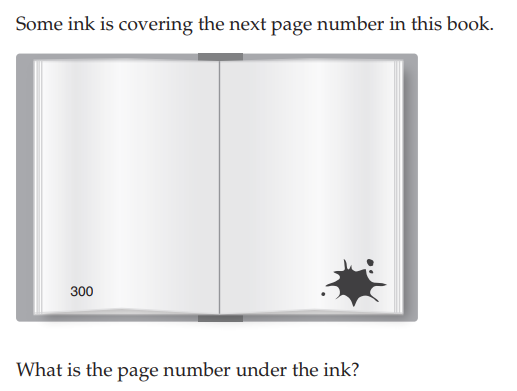 Some ink is covering the next page number in this book.
300
What is the page number under the ink?